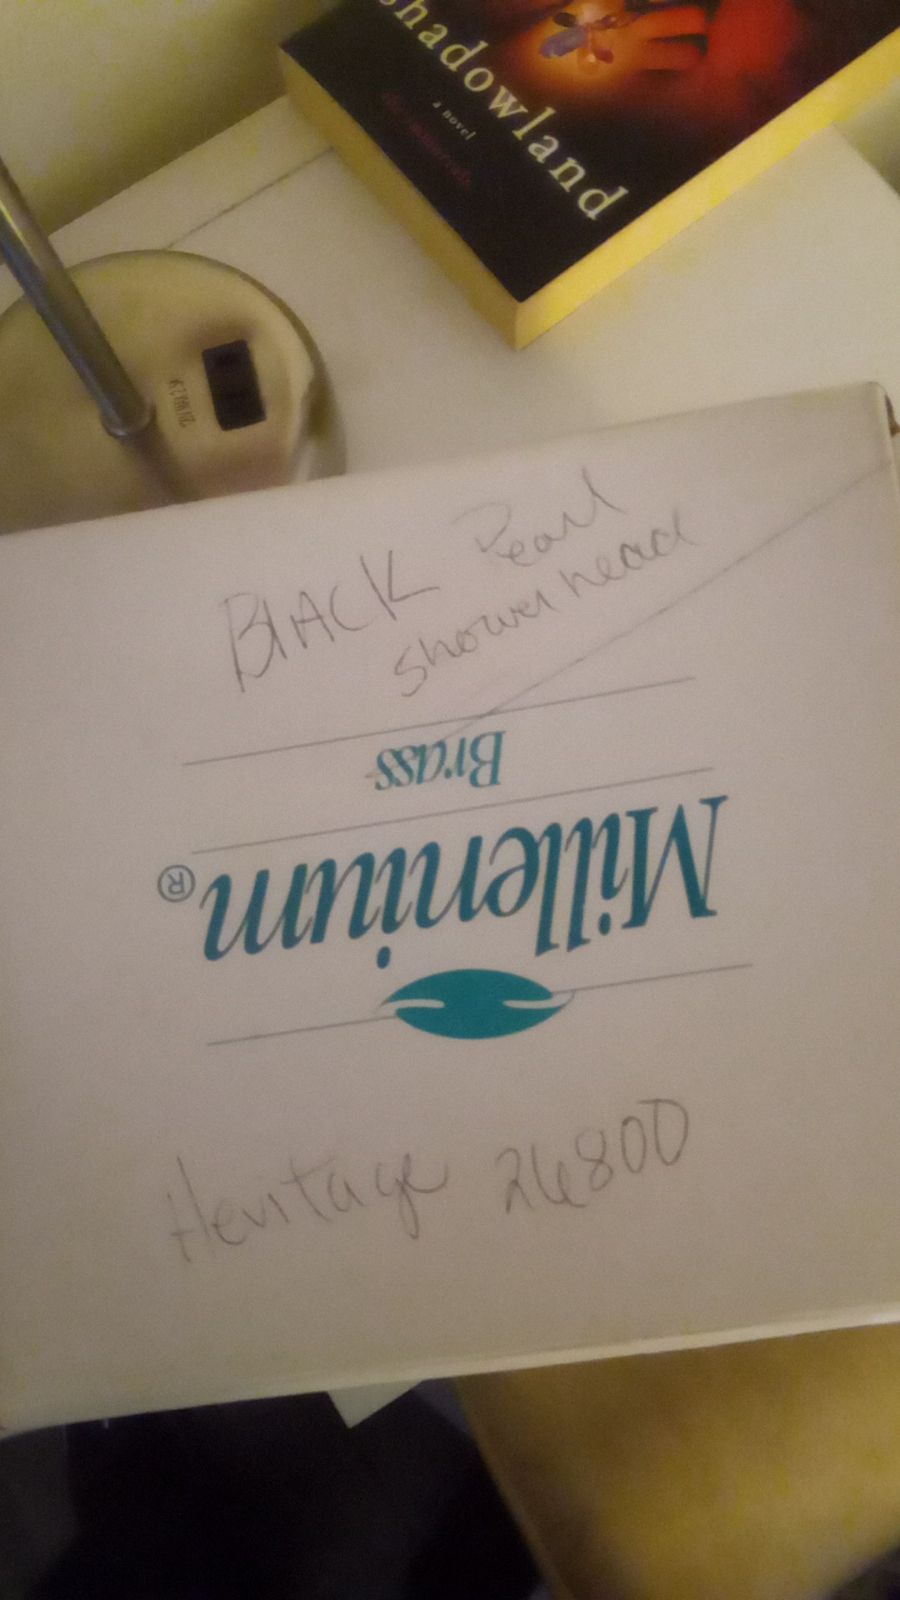 shadowland
a novel
BLACK Pearl
shower head
Brass
Millenium®
Heritage 26800